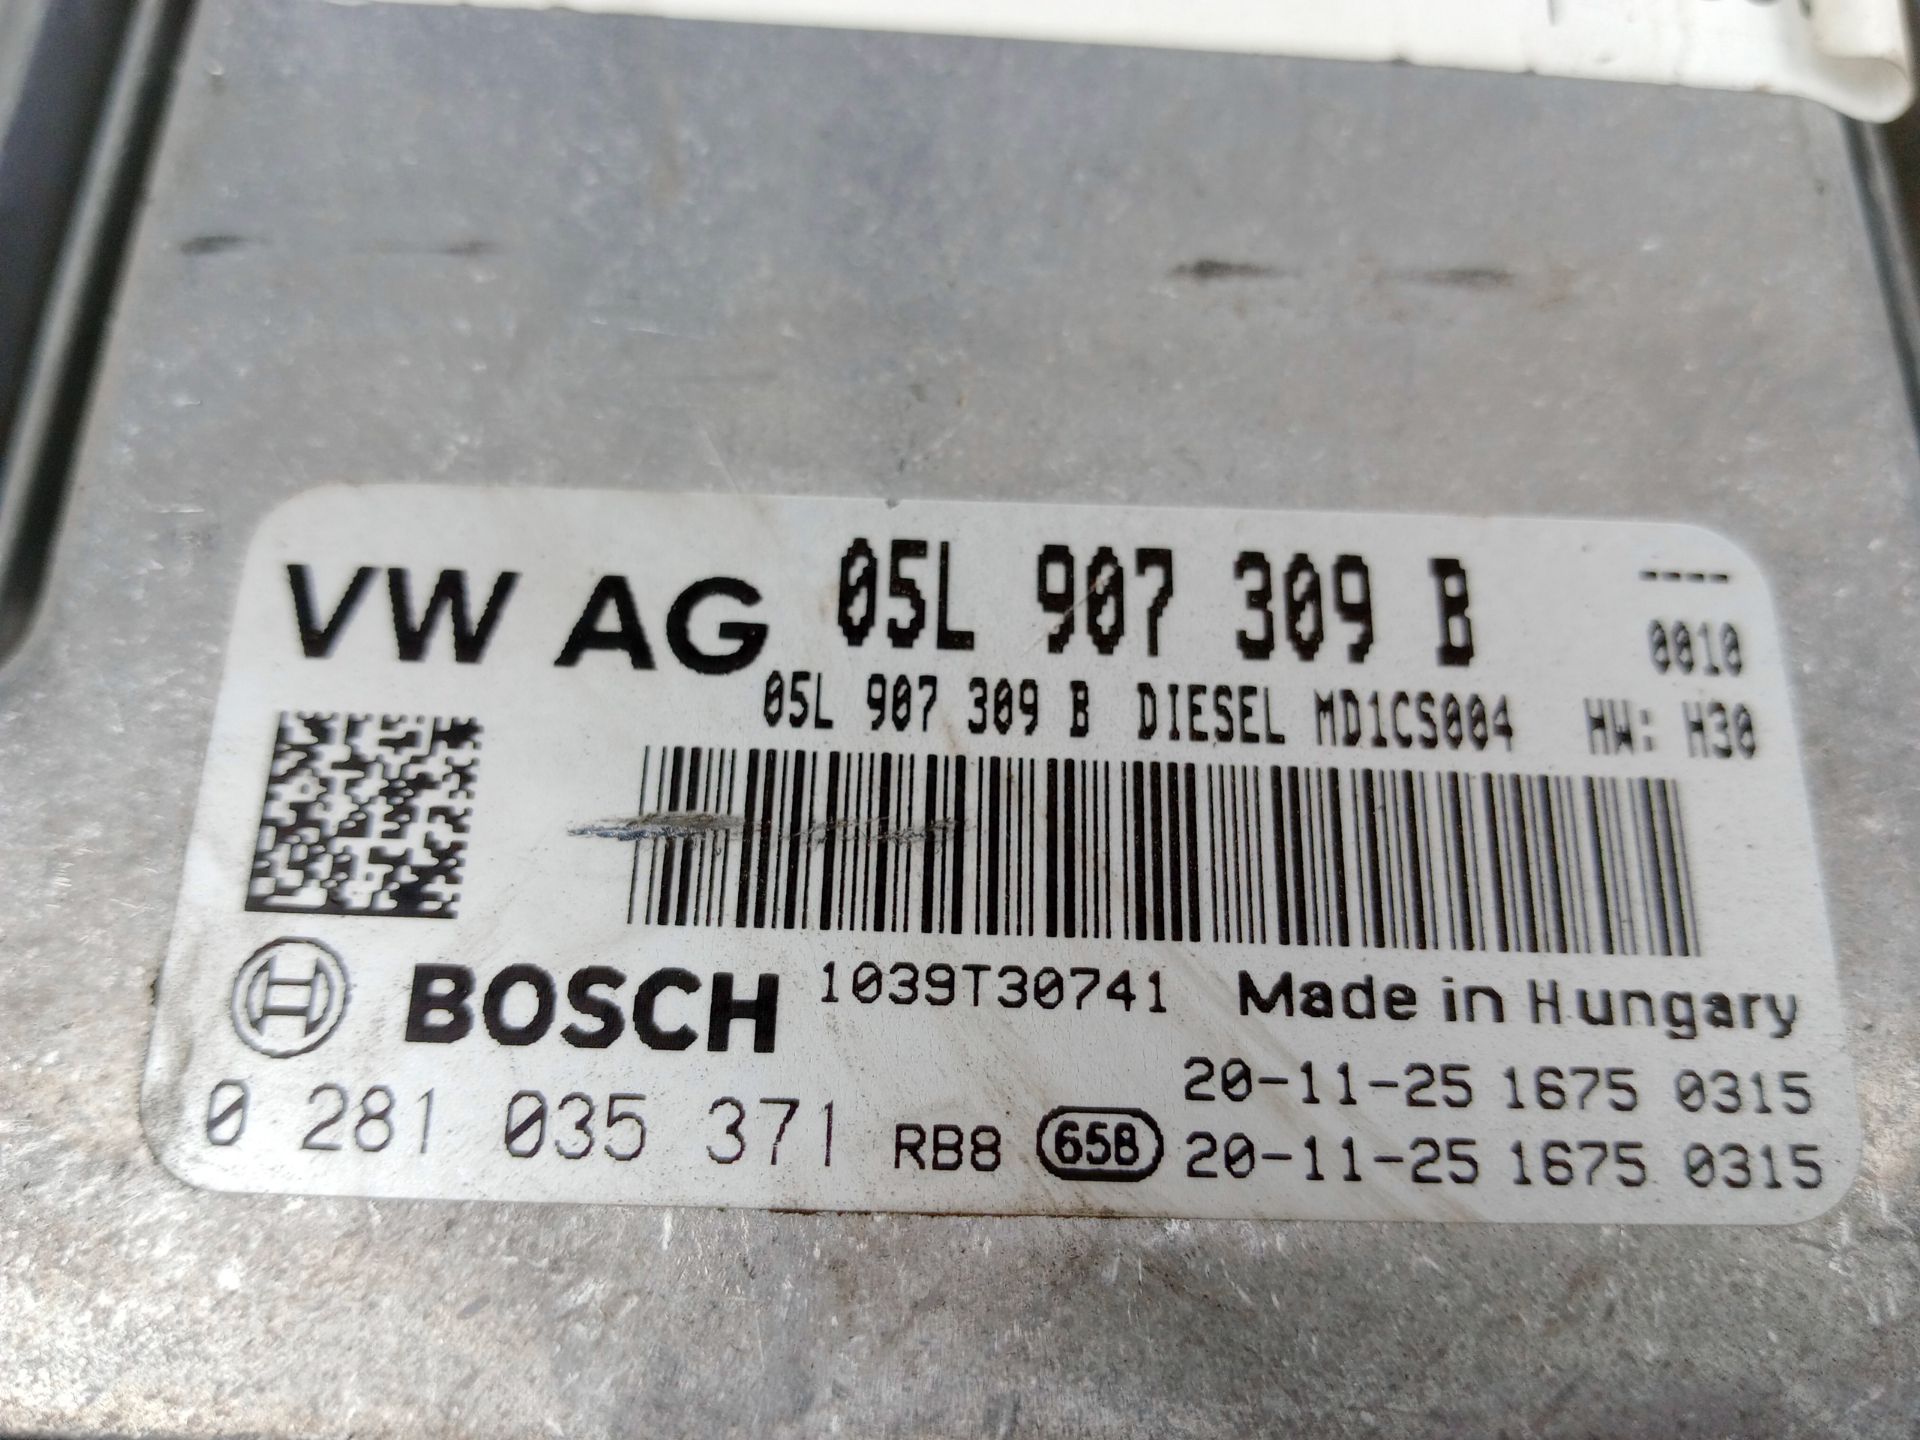 VW AG 05L 907 309 B ----
0010
05L 907 309 B DIESEL MD1CS004 HW: H30
BOSCH 1039T30741 Made in Hungary
20-11-25 1675 0315
0 281 035 371 RB8 658 20-11-25 1675 0315